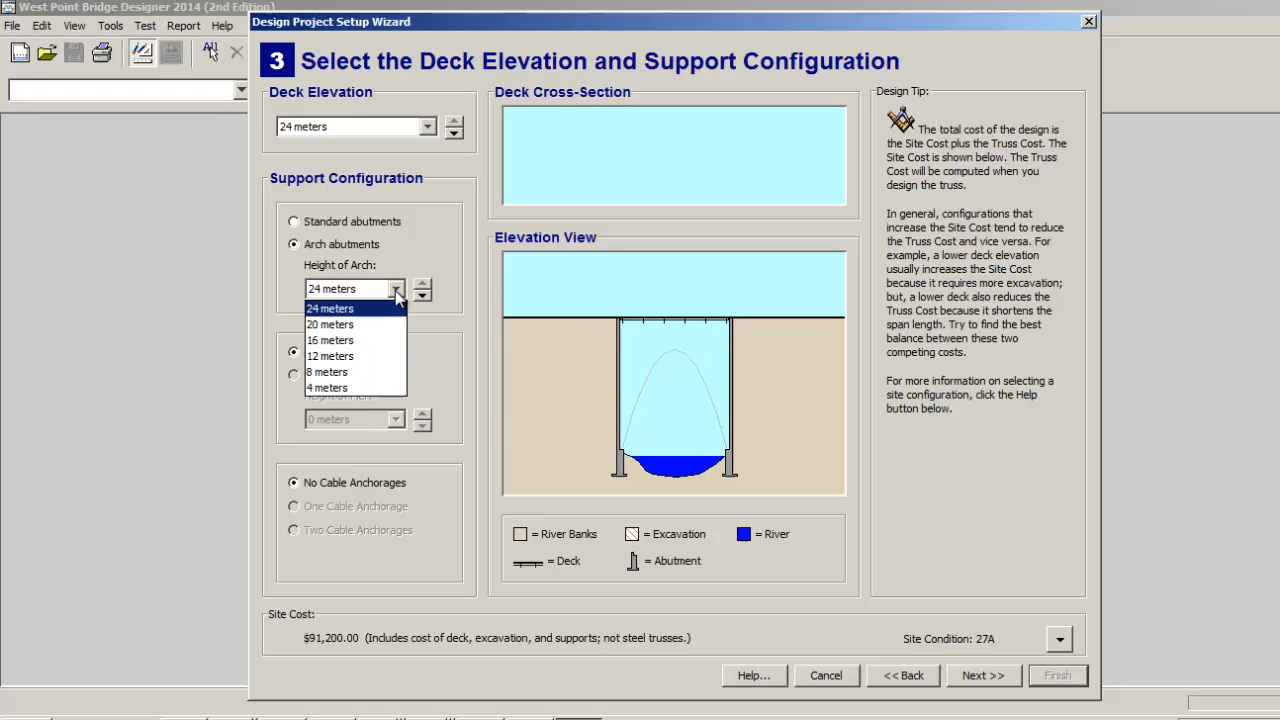 West Point Bridge Designer 2014 (2nd Edition)
File Edit View Tools Test Report Help
Design Project Setup Wizard
3 Select the Deck Elevation and Support Configuration
Deck Elevation
24 meters
Support Configuration
Standard abutments
Arch abutments
Height of Arch:
24 meters
24 meters
20 meters
16 meters
12 meters
8 meters
4 meters
0 meters
No Cable Anchorages
One Cable Anchorage
Two Cable Anchorages
Deck Cross-Section
Elevation View
= River Banks
= Excavation
= River
= Deck
= Abutment
Design Tip:
The total cost of the design is
the Site Cost plus the Truss Cost. The
Site Cost is shown below. The Truss
Cost will be computed when you
design the truss.
In general, configurations that
increase the Site Cost tend to reduce
the Truss Cost and vice versa. For
example, a lower deck elevation
usually increases the Site Cost
because it requires more excavation;
but, a lower deck also reduces the
Truss Cost because it shortens the
span length. Try to find the best
balance between these two
competing costs.
For more information on selecting a
site configuration, click the Help
button below.
Site Cost:
$91,200.00 (Includes cost of deck, excavation, and supports; not steel trusses.)
Site Condition: 27A
Help...
Cancel
<< Back
Next >>
Finish